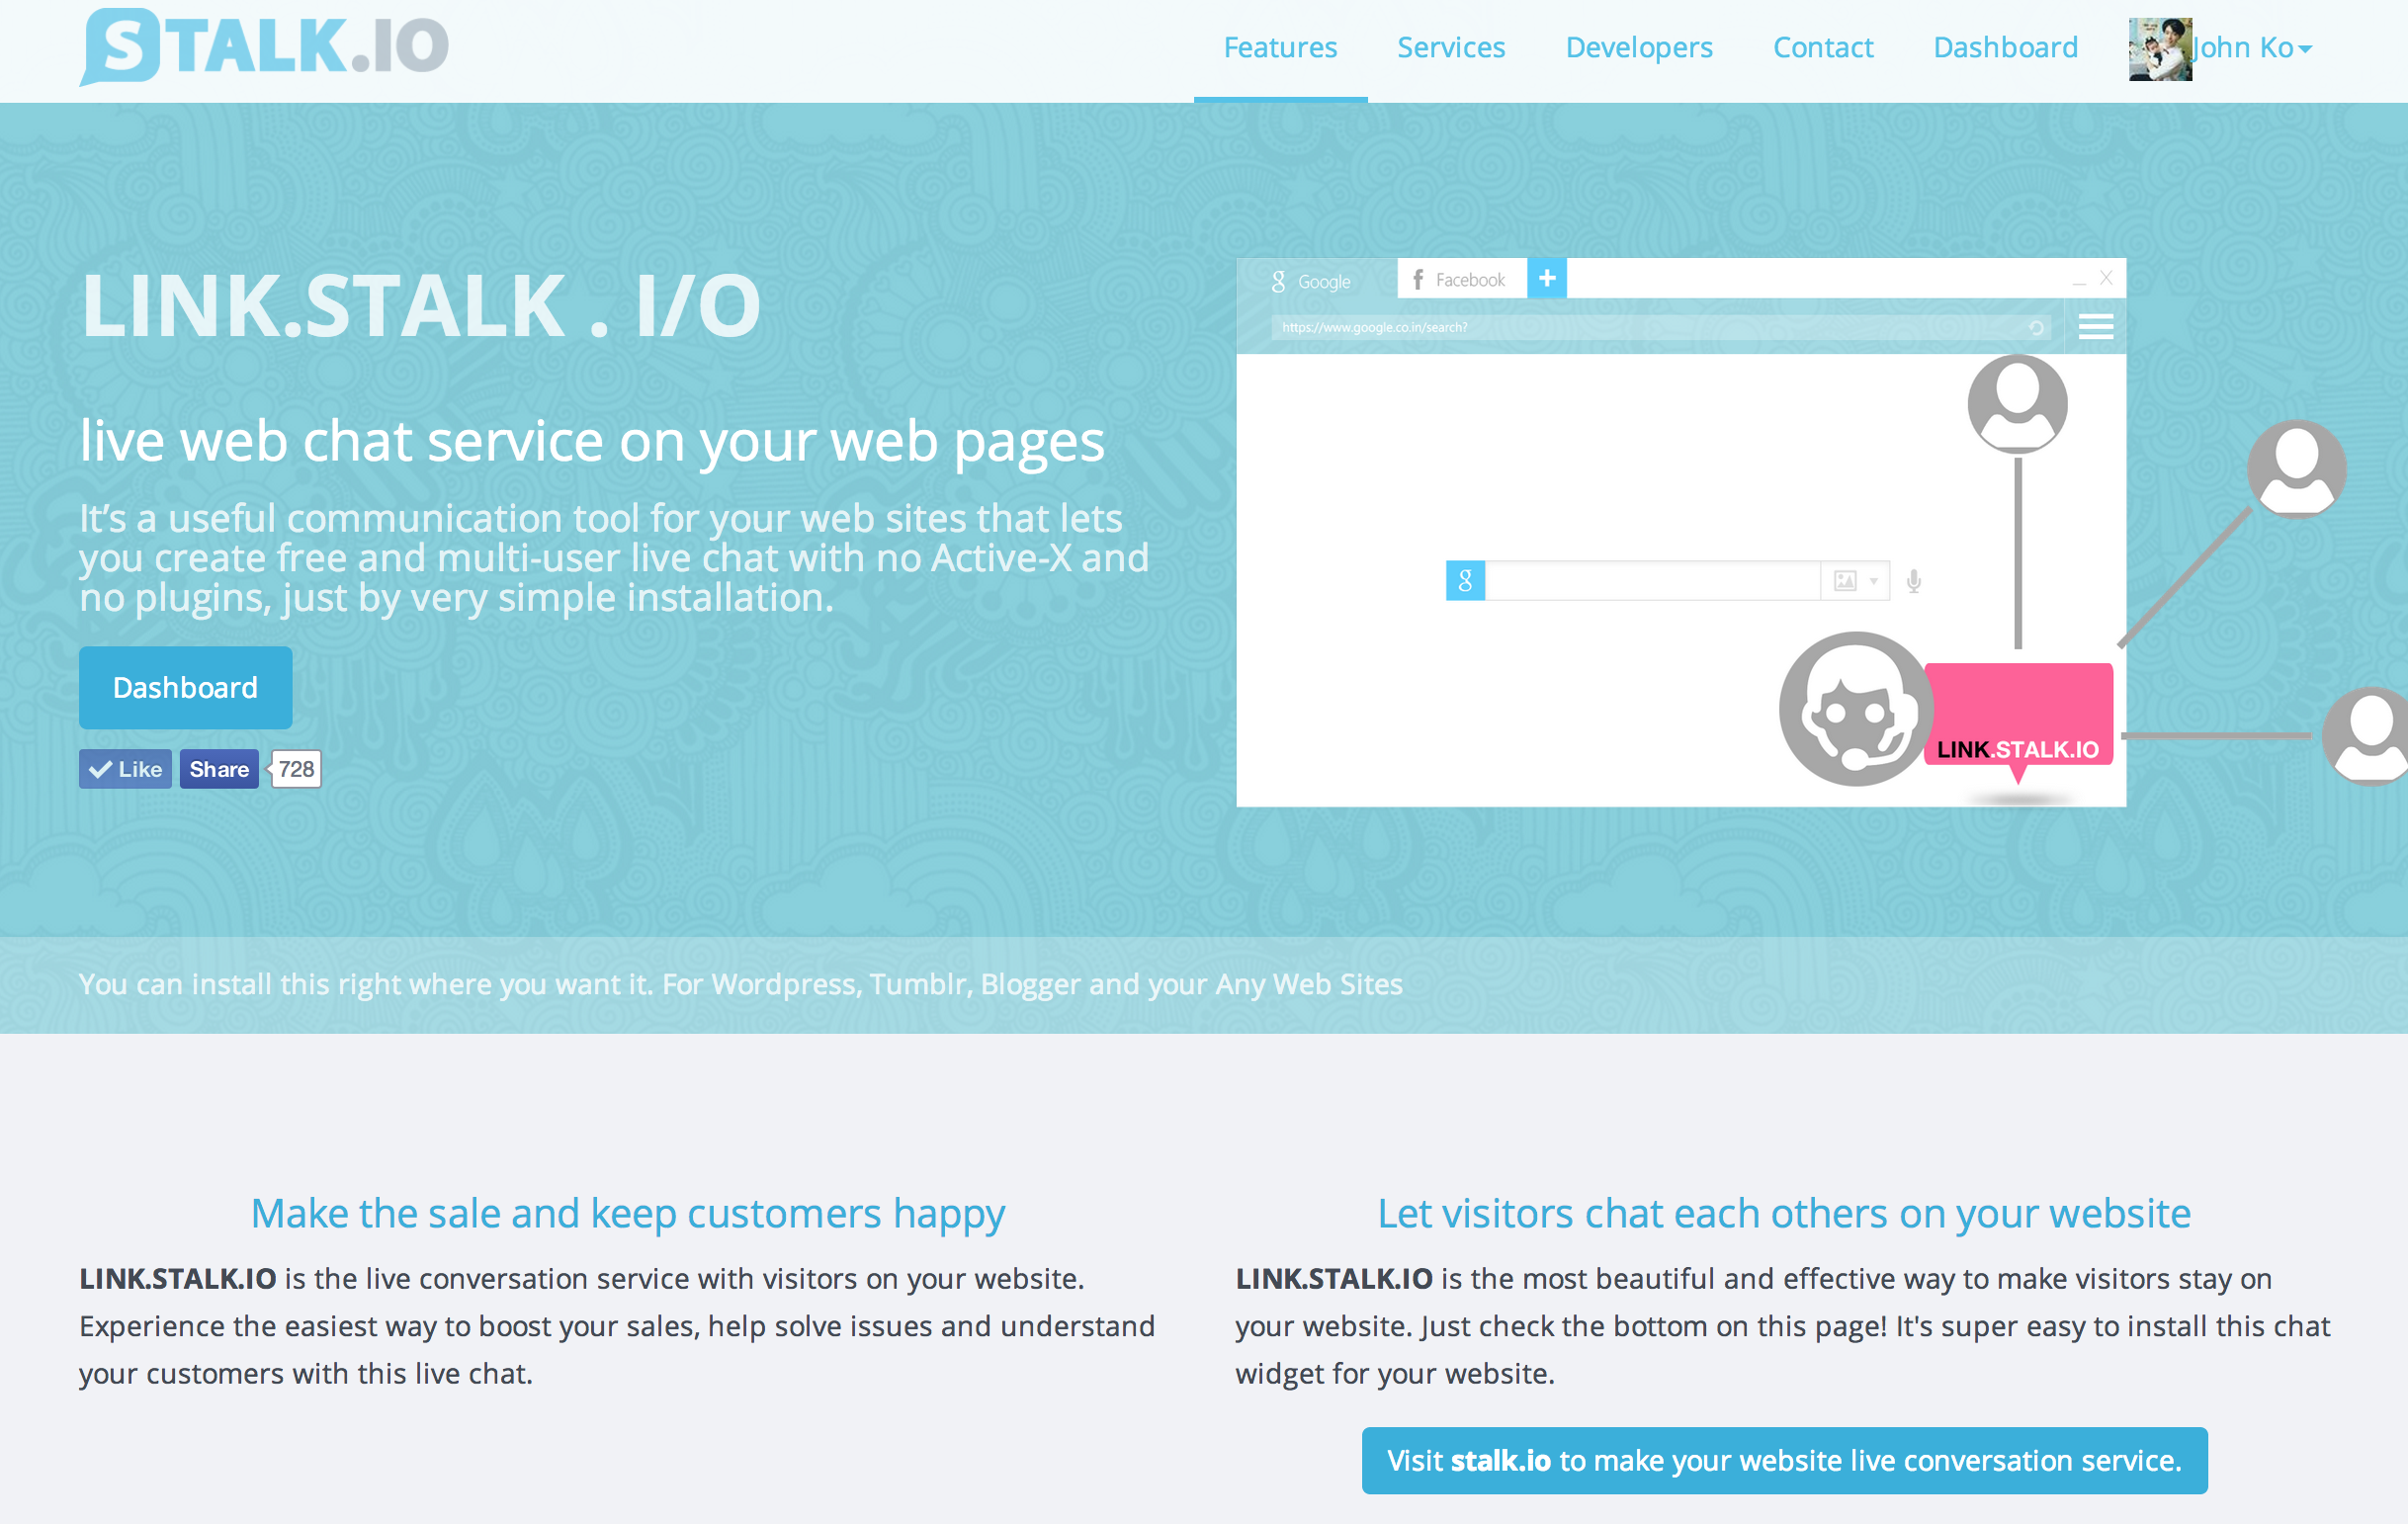 STALK.IO
Features Services Developers Contact Dashboard John Ko
LINK.STALK . I/O
live web chat service on your web pages
It's a useful communication tool for your web sites that lets
you create free and multi-user live chat with no Active-X and
no plugins, just by very simple installation.
Dashboard
Like Share 728
g Google f Facebook + _ X
https://www.google.co.in/search?
g
LINK.STALK.IO
You can install this right where you want it. For Wordpress, Tumblr, Blogger and your Any Web Sites
Make the sale and keep customers happy
LINK.STALK.IO is the live conversation service with visitors on your website.
Experience the easiest way to boost your sales, help solve issues and understand
your customers with this live chat.
Let visitors chat each others on your website
LINK.STALK.IO is the most beautiful and effective way to make visitors stay on
your website. Just check the bottom on this page! It's super easy to install this chat
widget for your website.
Visit stalk.io to make your website live conversation service.